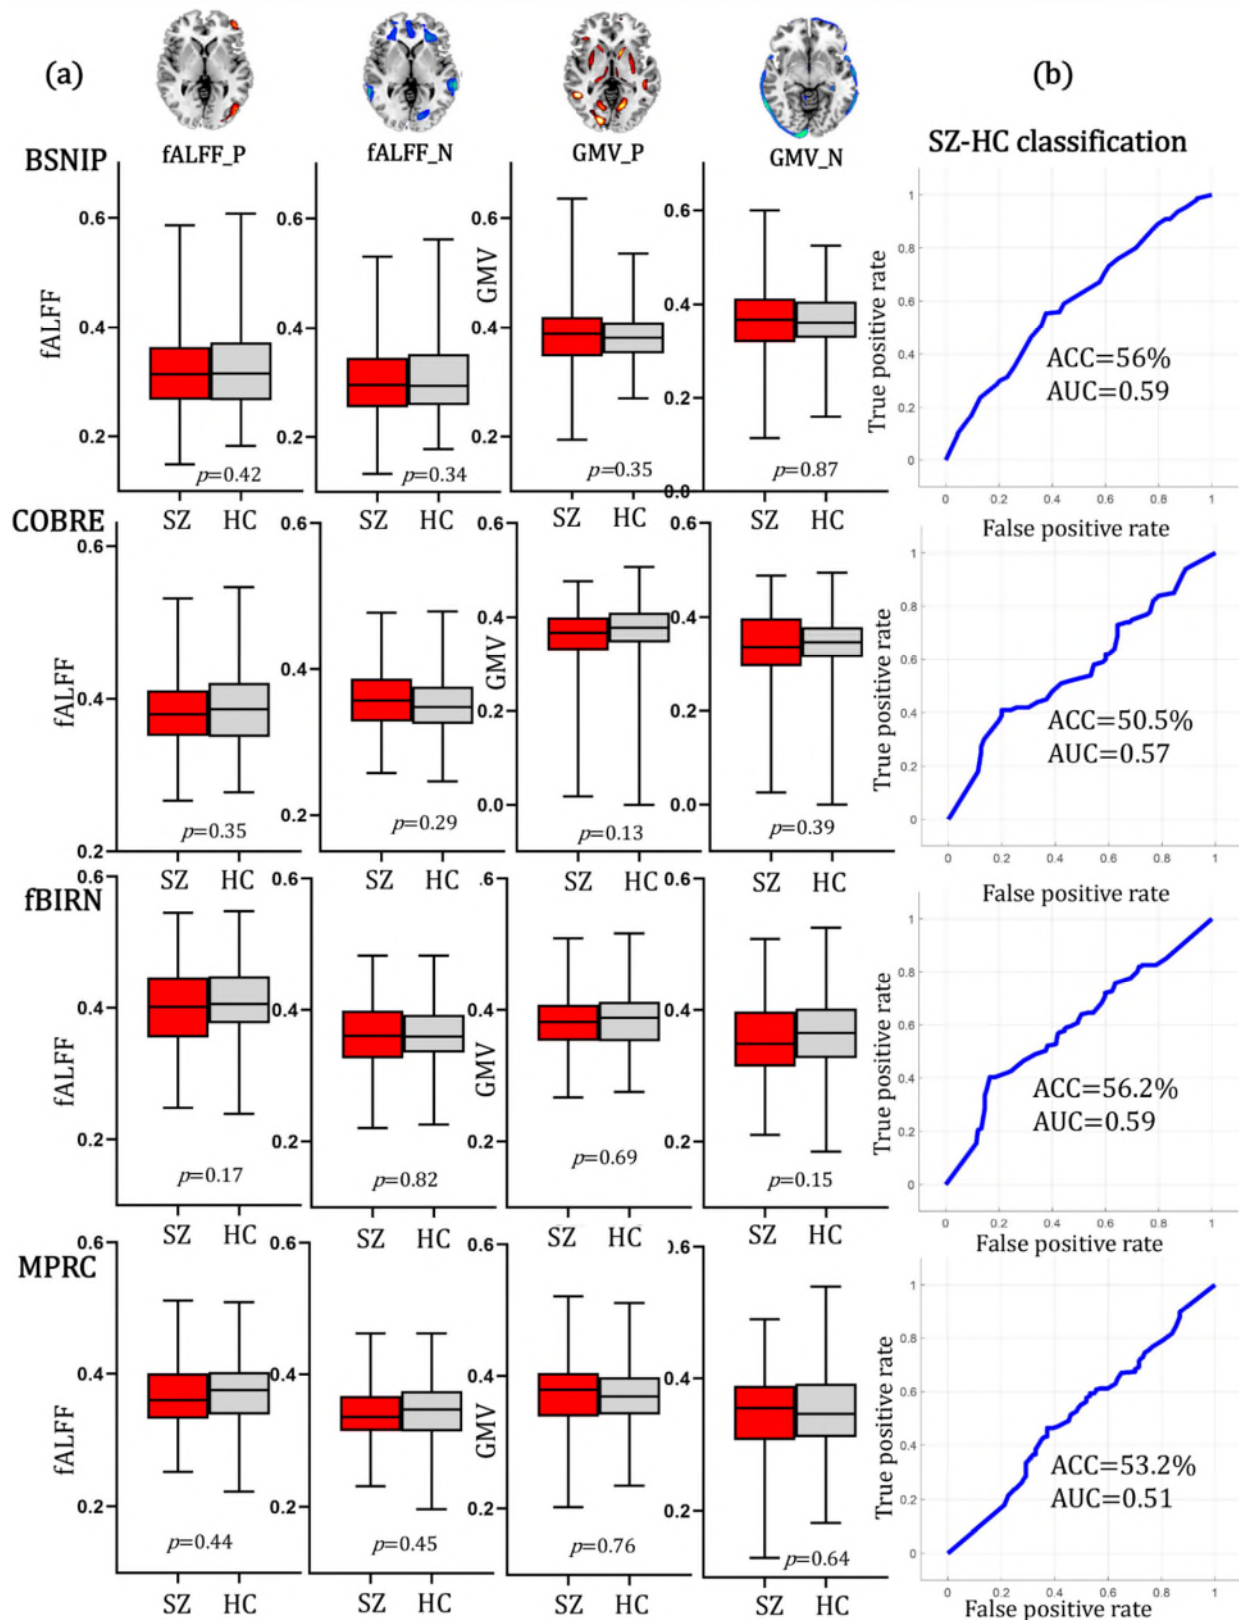 (a)
(b)
fALFF_P
fALFF_N
GMV_P
GMV_N
SZ-HC classification
BSNIP
fALFF
0.6
0.4
0.2
p=0.42
SZ HC
0.6
0.4
0.2
p=0.34
SZ HC
GMV
0.6
0.4
0.2
p=0.35
SZ HC
0.6
0.4
0.2
0.0
p=0.87
SZ HC
True positive rate
1
0.8
0.6
0.4
0.2
0
ACC=56%
AUC=0.59
0 0.2 0.4 0.6 0.8 1
False positive rate
COBRE
fALFF
0.6
0.4
0.2
p=0.35
SZ HC
0.6
0.4
0.2
p=0.29
SZ HC
GMV
0.6
0.4
0.2
0.0
p=0.13
SZ HC
0.6
0.4
0.2
0.0
p=0.39
SZ HC
True positive rate
1
0.8
0.6
0.4
0.2
0
ACC=50.5%
AUC=0.57
0 0.2 0.4 0.6 0.8 1
False positive rate
fBIRN
fALFF
0.6
0.4
0.2
p=0.17
SZ HC
0.6
0.4
0.2
p=0.82
SZ HC
GMV
.6
0.4
0.2
p=0.69
SZ HC
0.6
0.4
0.2
p=0.15
SZ HC
True positive rate
1
0.8
0.6
0.4
0.2
0
ACC=56.2%
AUC=0.59
0 0.2 0.4 0.6 0.8 1
False positive rate
MPRC
fALFF
0.6
0.4
0.2
p=0.44
SZ HC
0.6
0.4
0.2
p=0.45
SZ HC
GMV
0.6
0.4
0.2
p=0.76
SZ HC
.6
0.4
0.2
p=0.64
SZ HC
True positive rate
1
0.8
0.6
0.4
0.2
0
ACC=53.2%
AUC=0.51
0 0.2 0.4 0.6 0.8 1
False positive rate